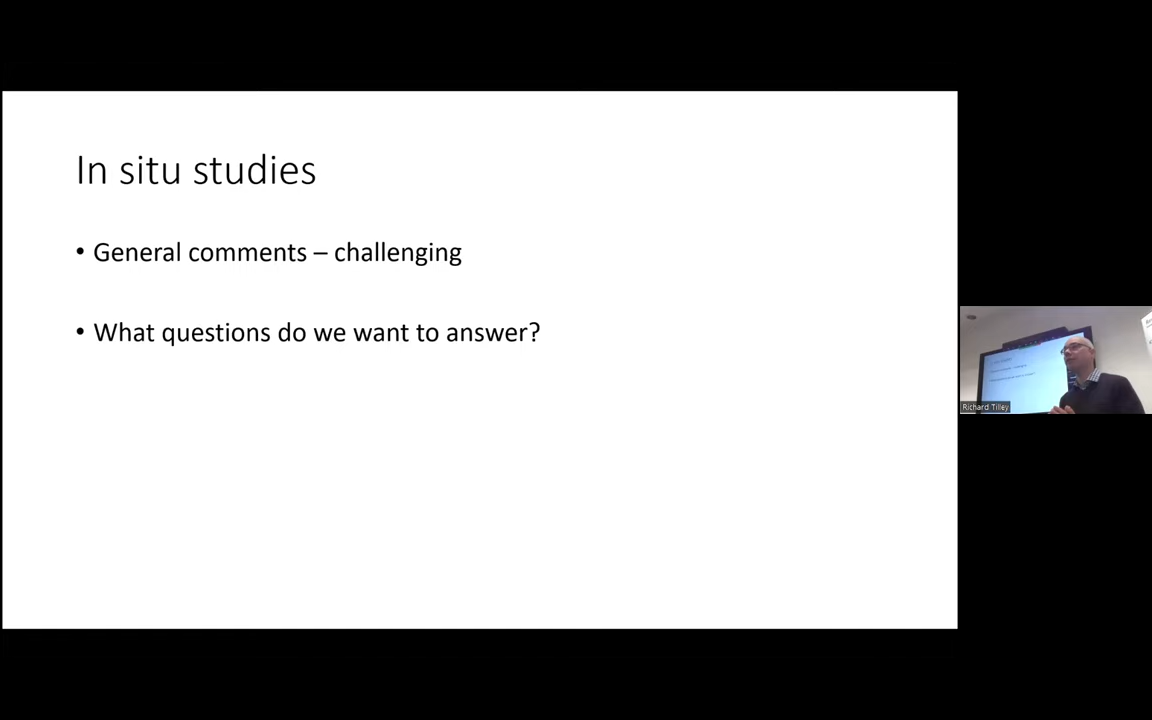 In situ studies
• General comments – challenging
• What questions do we want to answer?
Richard Tilley